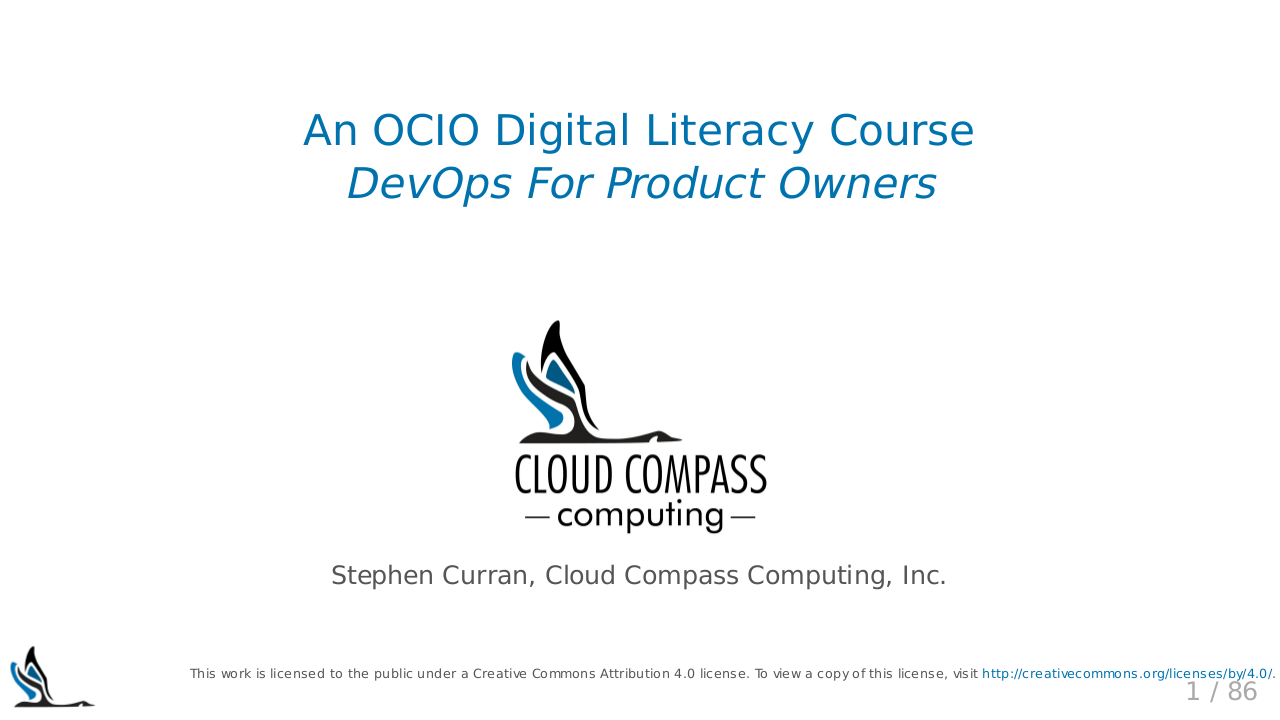 An OCIO Digital Literacy Course
DevOps For Product Owners
CLOUD COMPASS
computing
Stephen Curran, Cloud Compass Computing, Inc.
This work is licensed to the public under a Creative Commons Attribution 4.0 license. To view a copy of this license, visit http://creativecommons.org/licenses/by/4.0/.
1 / 86